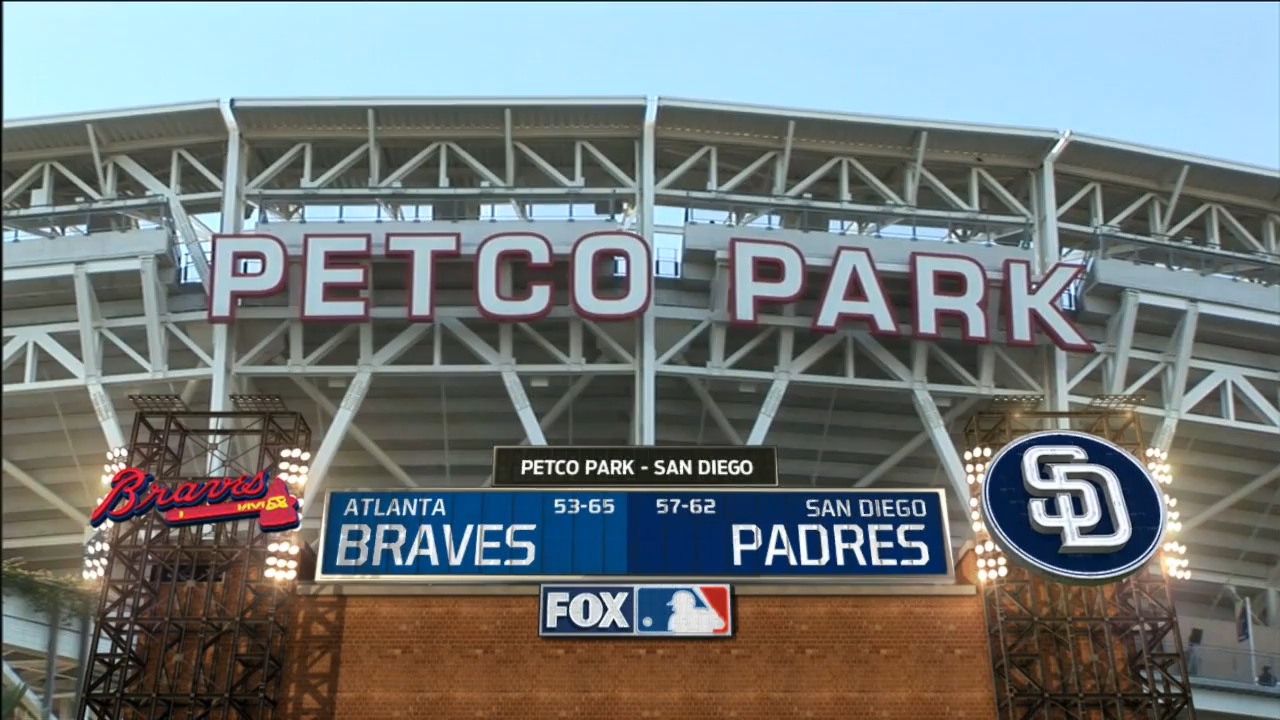 PETCO PARK
Braves
PETCO PARK - SAN DIEGO
ATLANTA 53-65 57-62 SAN DIEGO
BRAVES PADRES
SD
FOX